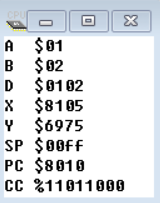 A $01
B $02
D $0102
X $8105
Y $6975
SP $00ff
PC $8010
CC %11011000